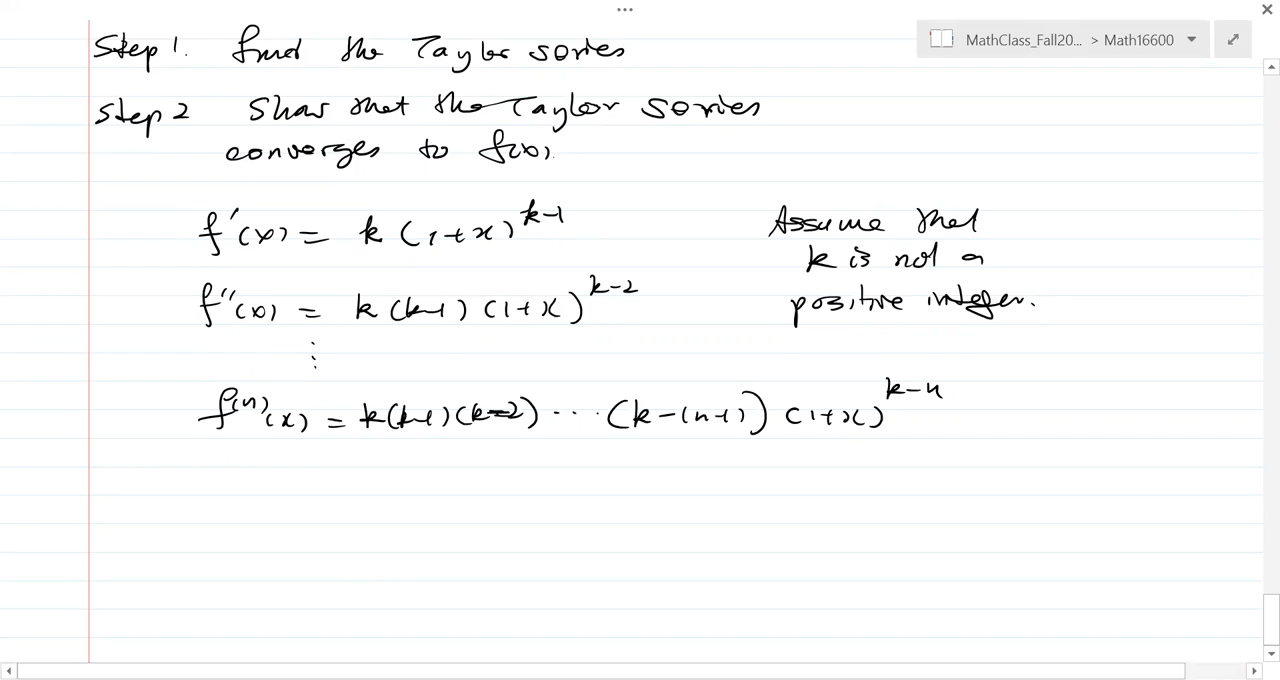 MathClass_Fall20... > Math16600
Step 1. find the Taylor series
Step 2 Show that the Taylor series
converges to f(x).
f'(x) = k(1+x)^{k-1}
Assume that
k is not a
positive integer.
f''(x) = k(k-1)(1+x)^{k-2}
⋮
f^{(n)}(x) = k(k-1)(k-2)...(k-(n-1))(1+x)^{k-n}